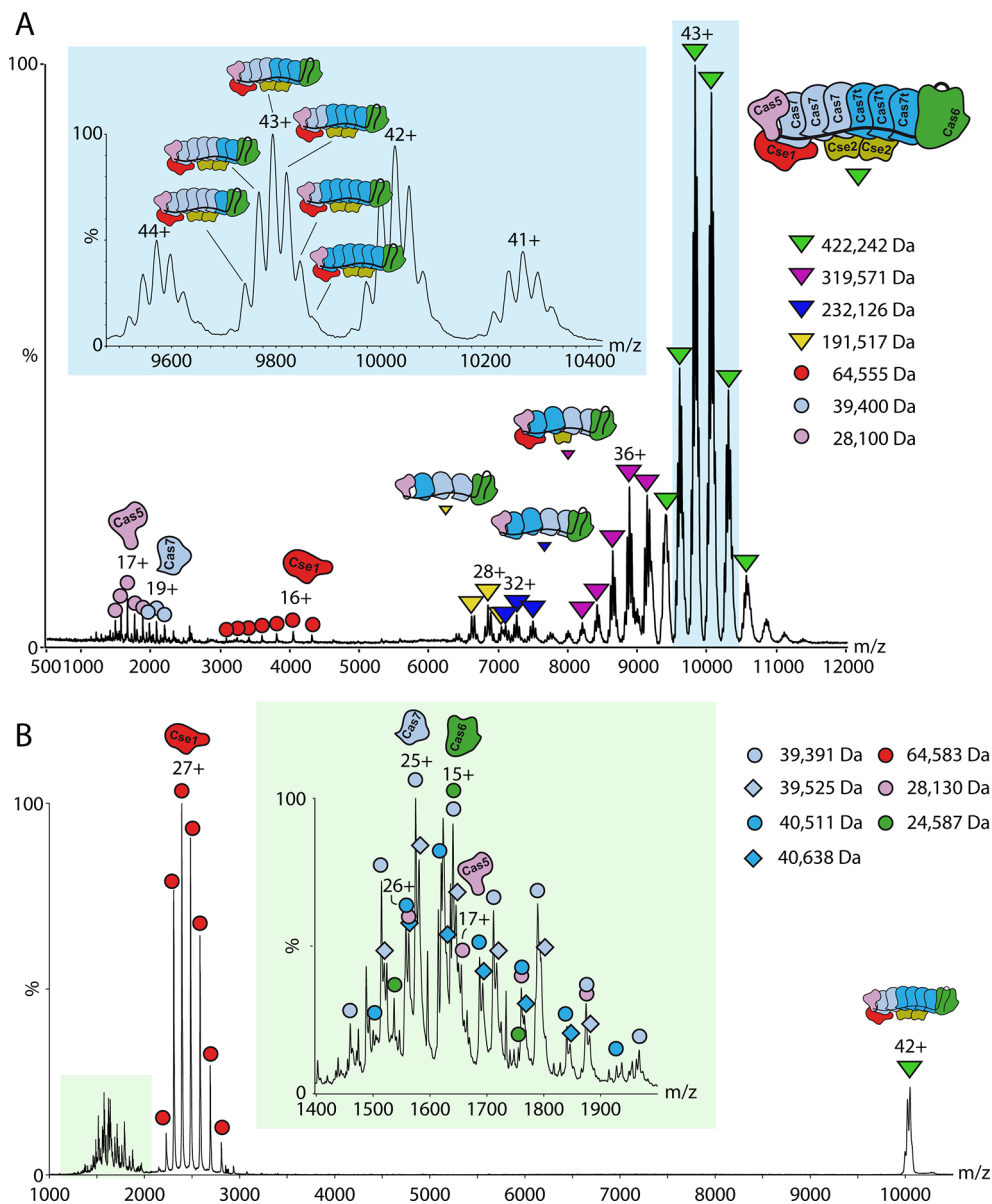 A
100
%
0
500
1000
2000
3000
4000
5000
6000
7000
8000
9000
10000
11000
12000
m/z
100
%
0
44+
43+
42+
41+
9600
9800
10000
10200
10400
m/z
43+
Cas5
Cas7
Cas7
Cas7
Cas7t
Cas7t
Cas7t
Cas6
Cse1
Cse2
Cse2
422,242 Da
319,571 Da
232,126 Da
191,517 Da
64,555 Da
39,400 Da
28,100 Da
Cas5
17+
Cas7
19+
Cse1
16+
28+
32+
36+
B
100
%
0
1000
2000
3000
4000
5000
6000
7000
8000
9000
10000
m/z
Cse1
27+
100
%
0
1400
1500
1600
1700
1800
1900
m/z
Cas7
25+
Cas6
15+
26+
Cas5
17+
39,391 Da
64,583 Da
39,525 Da
28,130 Da
40,511 Da
24,587 Da
40,638 Da
42+